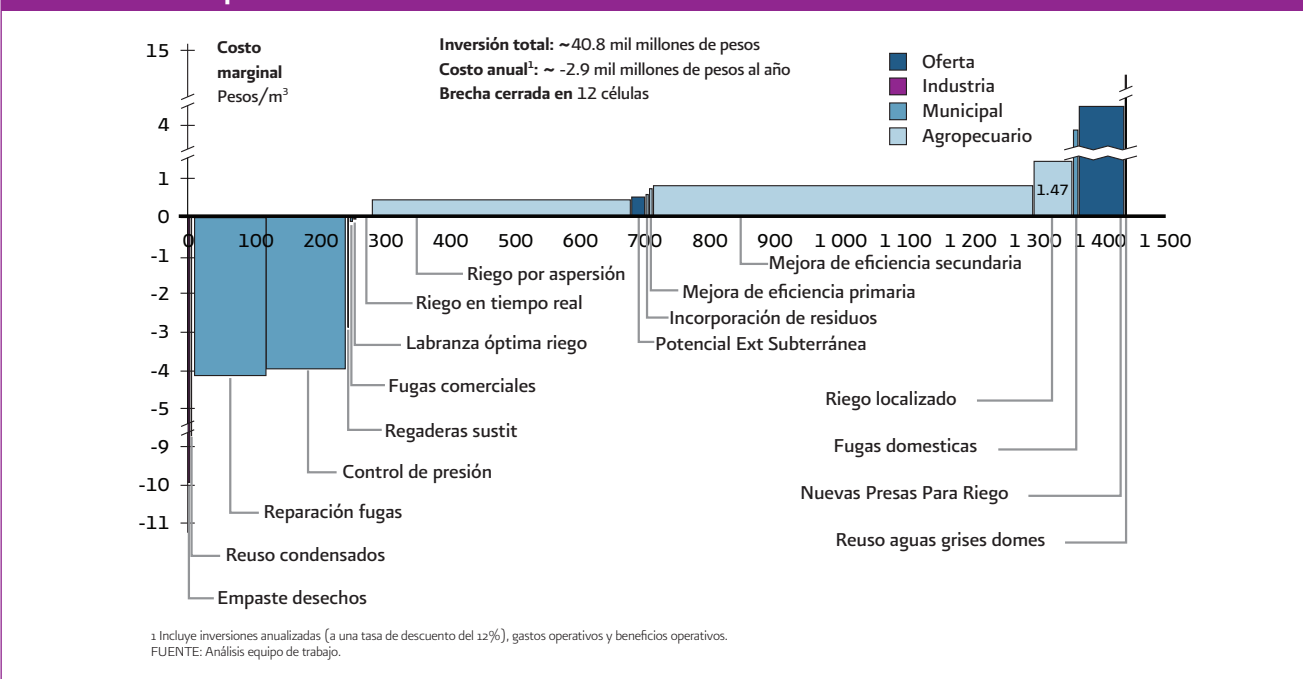 Costo
marginal
Pesos/m³
Inversión total: ~40.8 mil millones de pesos
Costo anual¹: ~ -2.9 mil millones de pesos al año
Brecha cerrada en 12 células
Oferta
Industria
Municipal
Agropecuario
15
4
1
0
-1
-2
-3
-4
-5
-9
-10
-11
1.47
0 100 200 300 400 500 600 700 800 900 1 000 1 100 1 200 1 300 1 400 1 500
Riego por aspersión
Riego en tiempo real
Labranza óptima riego
Fugas comerciales
Regaderas sustit
Control de presión
Reparación fugas
Reuso condensados
Empaste desechos
Mejora de eficiencia secundaria
Mejora de eficiencia primaria
Incorporación de residuos
Potencial Ext Subterránea
Riego localizado
Fugas domesticas
Nuevas Presas Para Riego
Reuso aguas grises domes
1 Incluye inversiones anualizadas (a una tasa de descuento del 12%), gastos operativos y beneficios operativos.
FUENTE: Análisis equipo de trabajo.